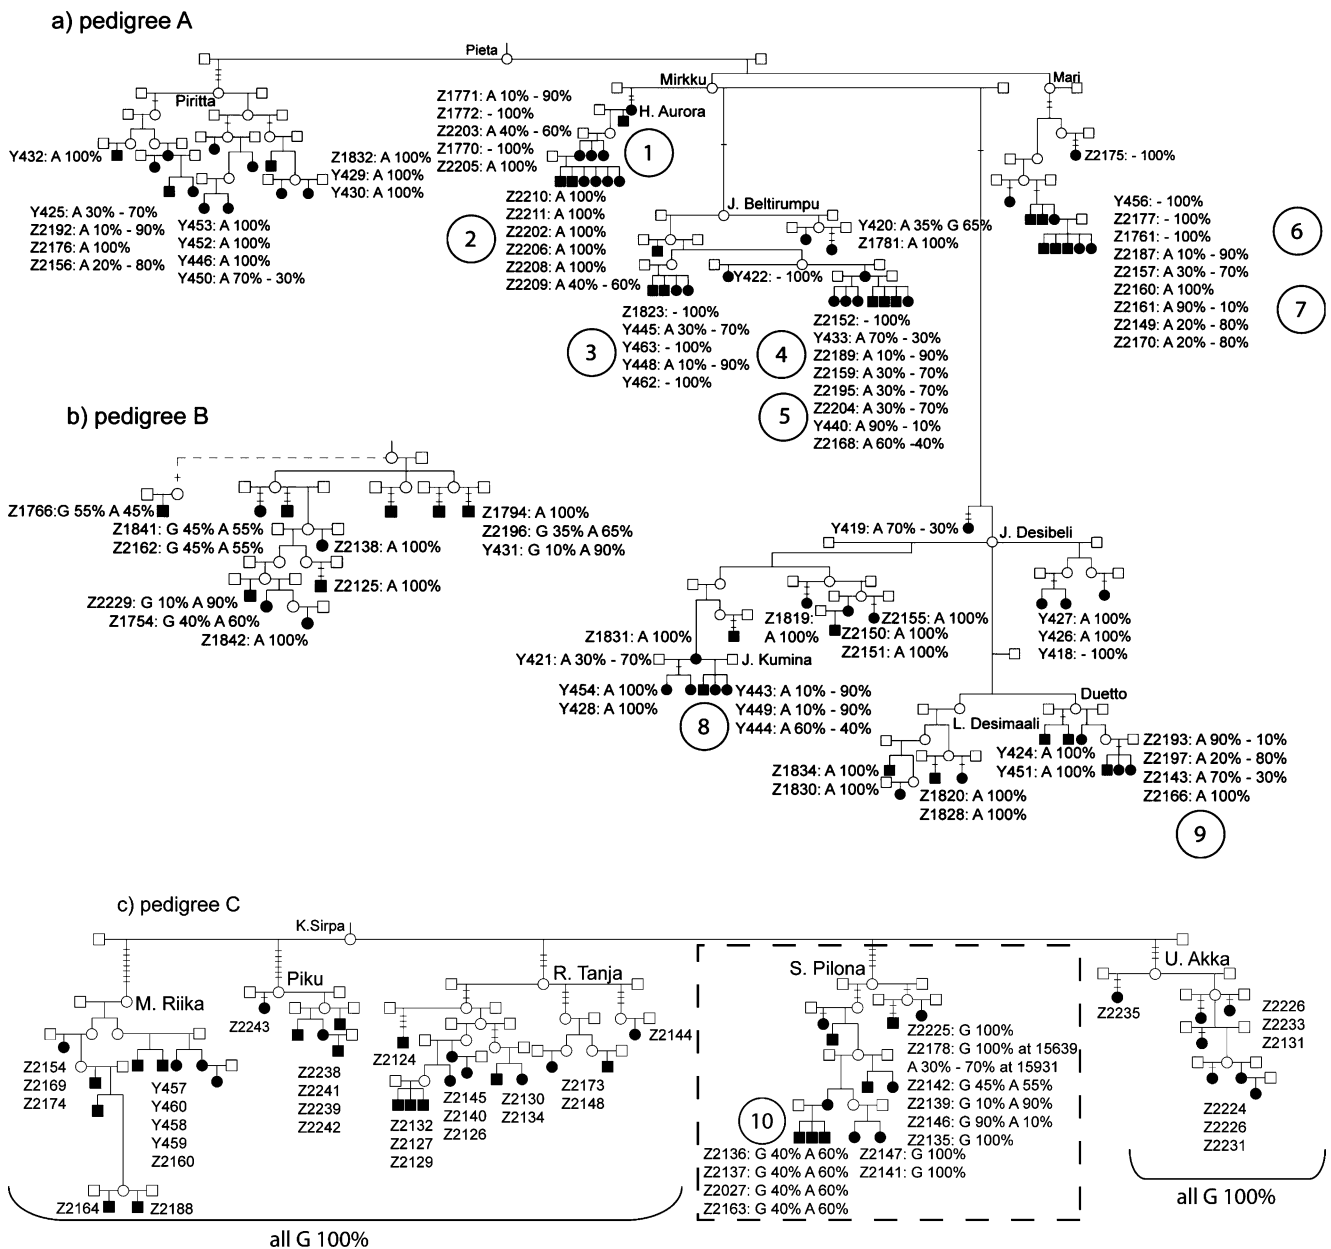 a) pedigree A
Pieta
Mirkku
Mari
Piritta
H. Aurora
Z1771: A 10% - 90%
Z1772: - 100%
Z2203: A 40% - 60%
Z1770: - 100%
Z2205: A 100%
1
Y432: A 100%
Z1832: A 100%
Y429: A 100%
Y430: A 100%
Z2175: - 100%
Y425: A 30% - 70%
Z2192: A 10% - 90%
Z2176: A 100%
Z2156: A 20% - 80%
Y453: A 100%
Y452: A 100%
Y446: A 100%
Y450: A 70% - 30%
2
Z2210: A 100%
Z2211: A 100%
Z2202: A 100%
Z2206: A 100%
Z2208: A 100%
Z2209: A 40% - 60%
J. Beltirumpu
Y420: A 35% G 65%
Z1781: A 100%
Y422: - 100%
Y456: - 100%
Z2177: - 100%
Z1761: - 100%
Z2187: A 10% - 90%
Z2157: A 30% - 70%
Z2160: A 100%
Z2161: A 90% - 10%
Z2149: A 20% - 80%
Z2170: A 20% - 80%
6
7
3
Z1823: - 100%
Y445: A 30% - 70%
Y463: - 100%
Y448: A 10% - 90%
Y462: - 100%
4
5
Z2152: - 100%
Y433: A 70% - 30%
Z2189: A 10% - 90%
Z2159: A 30% - 70%
Z2195: A 30% - 70%
Z2204: A 30% - 70%
Y440: A 90% - 10%
Z2168: A 60% -40%
b) pedigree B
Z1766:G 55% A 45%
Z1841: G 45% A 55%
Z2162: G 45% A 55%
Z2138: A 100%
Z1794: A 100%
Z2196: G 35% A 65%
Y431: G 10% A 90%
Z2125: A 100%
Z2229: G 10% A 90%
Z1754: G 40% A 60%
Z1842: A 100%
Y419: A 70% - 30%
J. Desibeli
Z1831: A 100%
Z1819:
A 100%
Z2155: A 100%
Z2150: A 100%
Z2151: A 100%
Y427: A 100%
Y426: A 100%
Y418: - 100%
Y421: A 30% - 70%
J. Kumina
Y454: A 100%
Y428: A 100%
8
Y443: A 10% - 90%
Y449: A 10% - 90%
Y444: A 60% - 40%
Duetto
L. Desimaali
Y424: A 100%
Y451: A 100%
Z2193: A 90% - 10%
Z2197: A 20% - 80%
Z2143: A 70% - 30%
Z2166: A 100%
9
Z1834: A 100%
Z1830: A 100%
Z1820: A 100%
Z1828: A 100%
c) pedigree C
K.Sirpa
M. Riika
Piku
R. Tanja
S. Pilona
U. Akka
Z2154
Z2169
Z2174
Y457
Y460
Y458
Y459
Z2160
Z2164
Z2188
Z2243
Z2238
Z2241
Z2239
Z2242
Z2124
Z2132
Z2127
Z2129
Z2145
Z2140
Z2126
Z2130
Z2134
Z2173
Z2148
Z2144
all G 100%
Z2225: G 100%
Z2178: G 100% at 15639
A 30% - 70% at 15931
Z2142: G 45% A 55%
Z2139: G 10% A 90%
Z2146: G 90% A 10%
Z2135: G 100%
10
Z2136: G 40% A 60%
Z2137: G 40% A 60%
Z2027: G 40% A 60%
Z2163: G 40% A 60%
Z2147: G 100%
Z2141: G 100%
Z2235
Z2226
Z2233
Z2131
Z2224
Z2226
Z2231
all G 100%